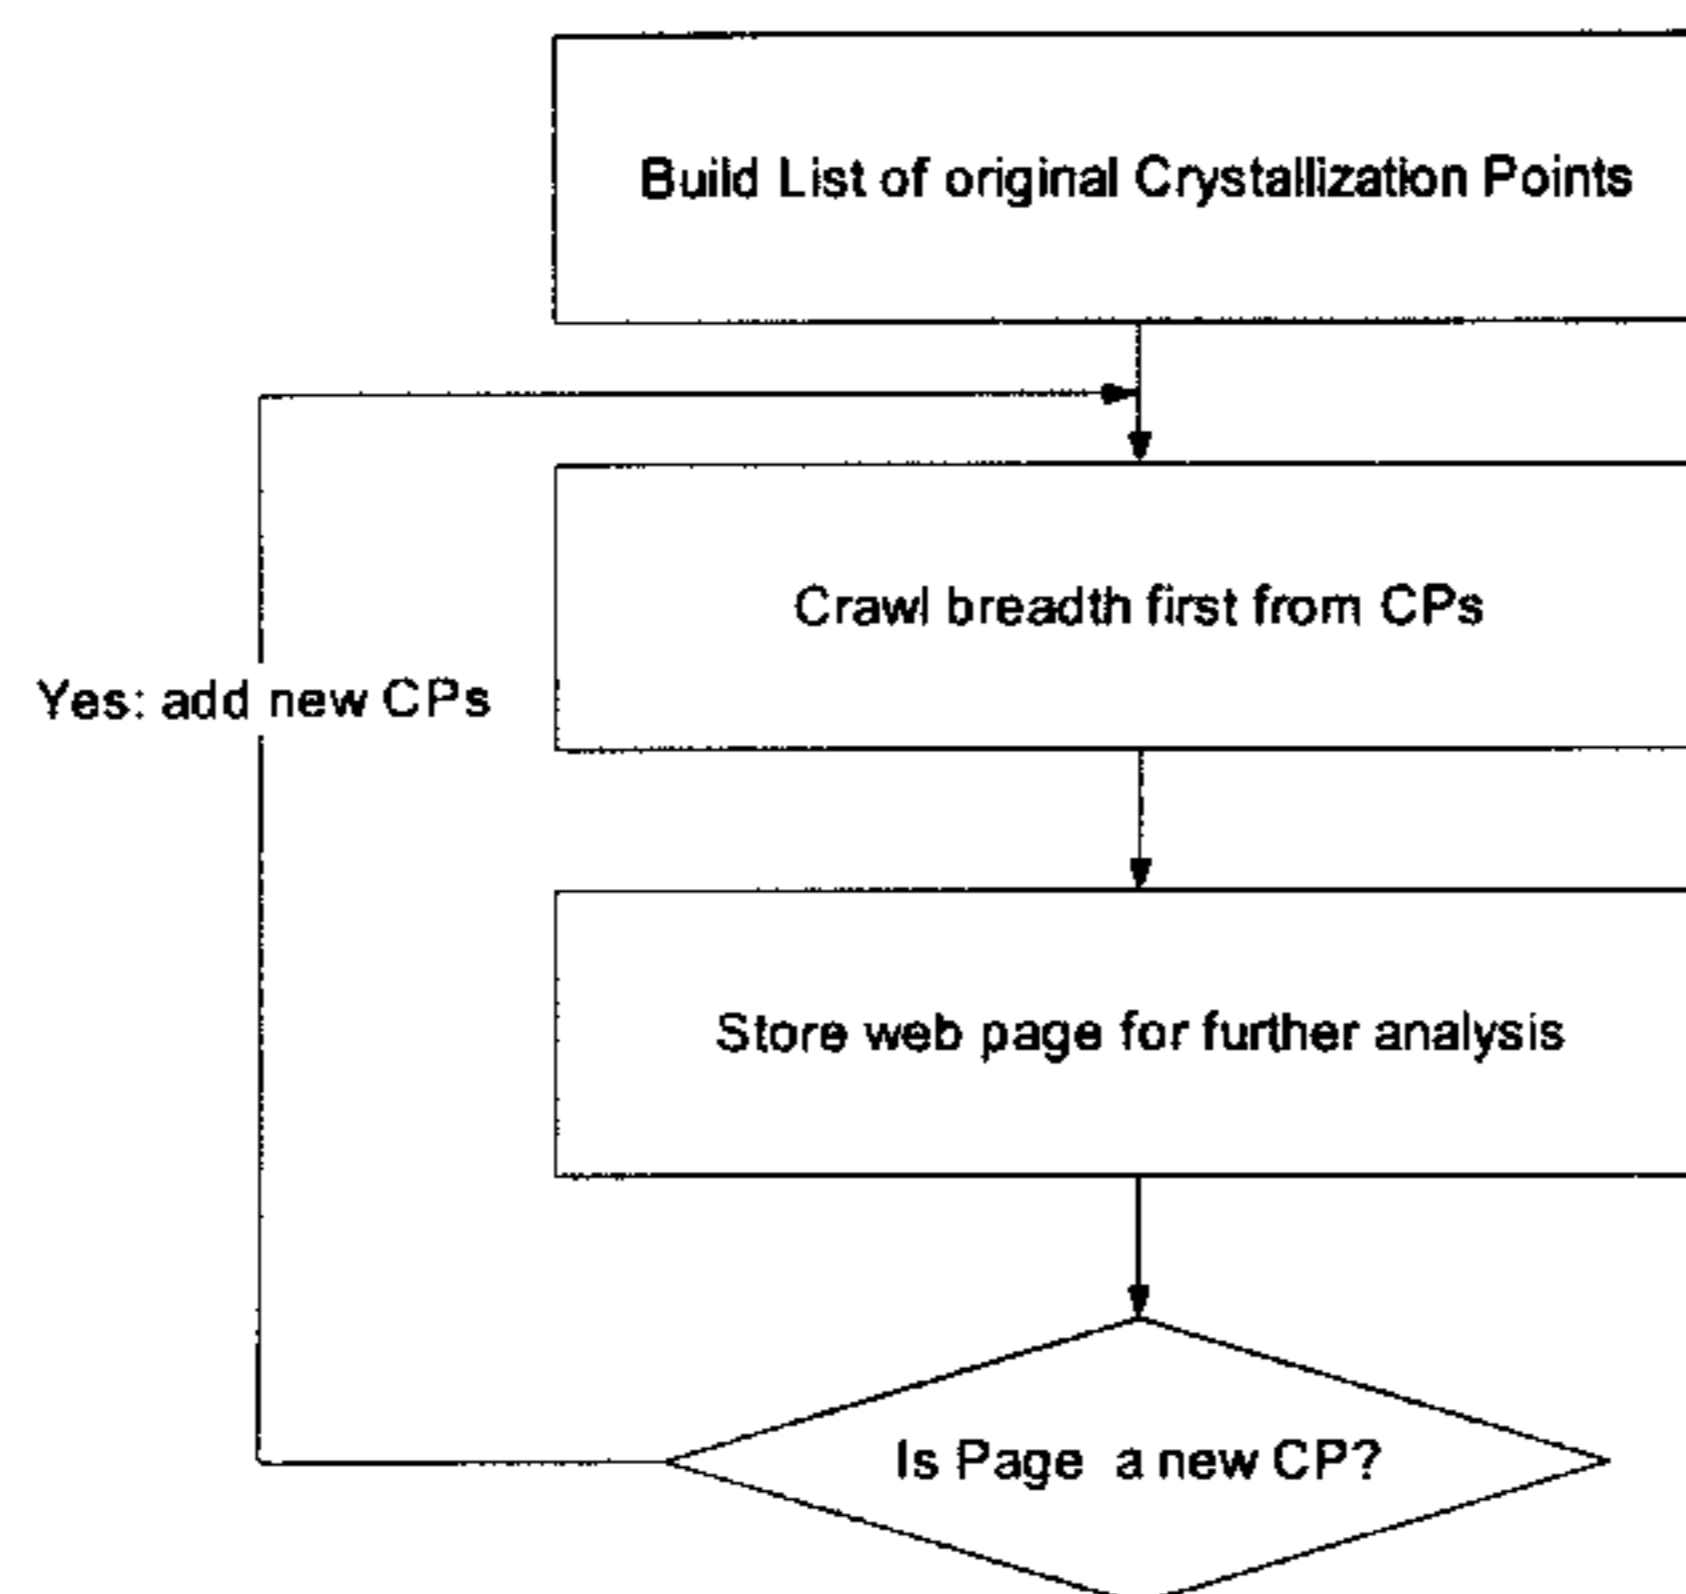 Build List of original Crystallization Points
Crawl breadth first from CPs
Yes: add new CPs
Store web page for further analysis
Is Page a new CP?